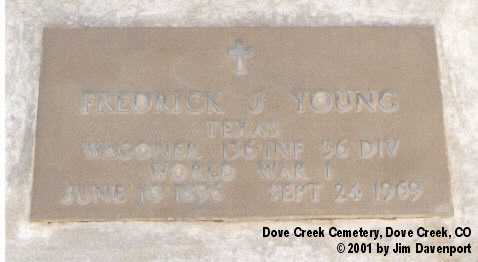 FREDRICK J YOUNG
TEXAS
WAGONER INF DIV
WORLD WAR I
JUNE SEPT 24 1969
Dove Creek Cemetery, Dove Creek, CO
© 2001 by Jim Davenport